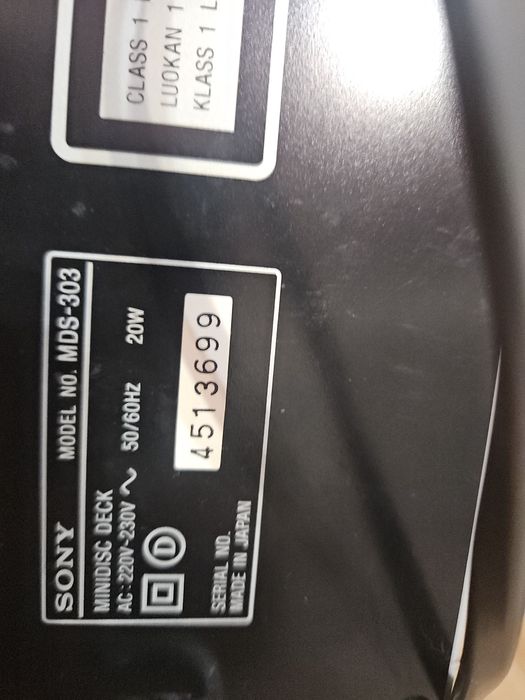 CLASS 1
LUOKAN 1
KLASS 1 L
SONY MODEL NO. MDS-303
MINIDISC DECK
AC: 220V-230V ~ 50/60HZ 20W
D
4513699
SERIAL NO.
MADE IN JAPAN